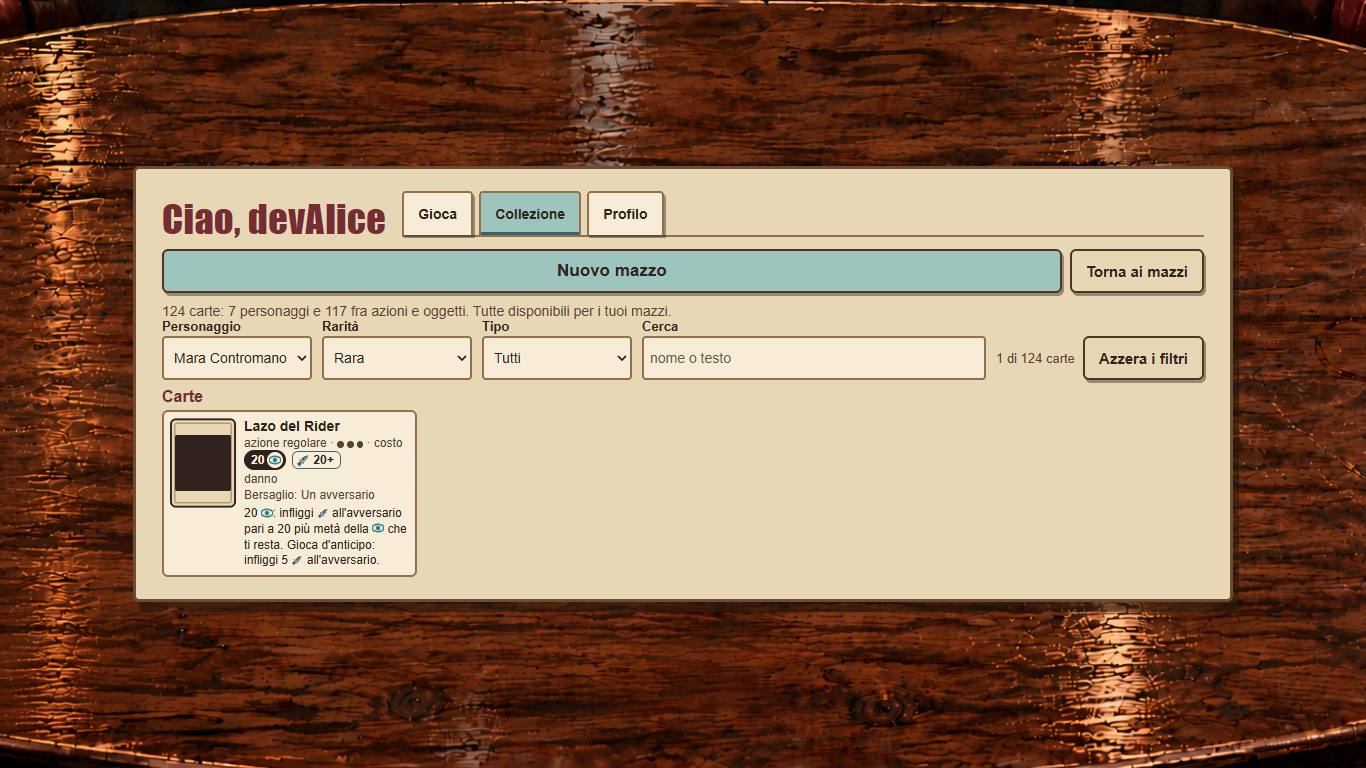 Ciao, devAlice
Gioca
Collezione
Profilo
Nuovo mazzo
Torna ai mazzi
124 carte: 7 personaggi e 117 fra azioni e oggetti. Tutte disponibili per i tuoi mazzi.
Personaggio
Rarità
Tipo
Cerca
Mara Contromano
Rara
Tutti
nome o testo
1 di 124 carte
Azzera i filtri
Carte
Lazo del Rider
azione regolare · ●●● · costo
20 20+
danno
Bersaglio: Un avversario
20 : infliggi all'avversario
pari a 20 più metà della che
ti resta. Gioca d'anticipo:
infliggi 5 all'avversario.